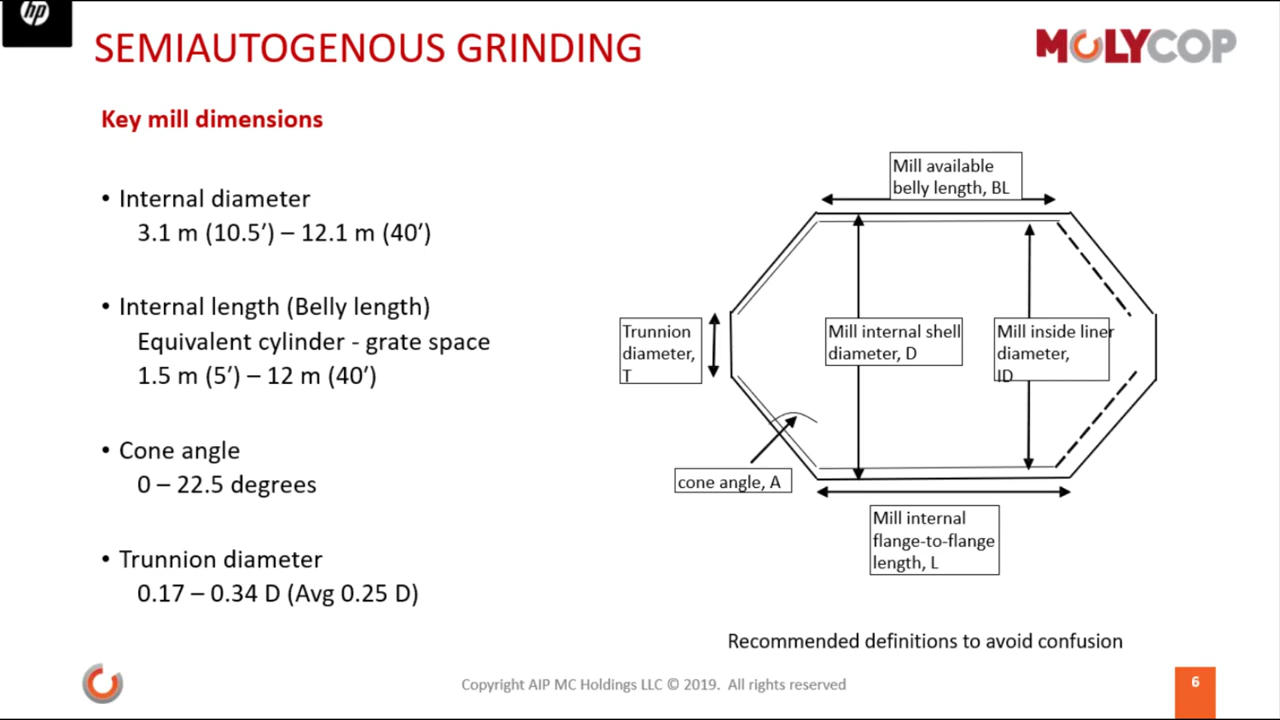 hp
SEMIAUTOGENOUS GRINDING
MOLYCOP
Key mill dimensions
• Internal diameter
3.1 m (10.5′) – 12.1 m (40′)
• Internal length (Belly length)
Equivalent cylinder - grate space
1.5 m (5′) – 12 m (40′)
• Cone angle
0 – 22.5 degrees
• Trunnion diameter
0.17 – 0.34 D (Avg 0.25 D)
Mill available
belly length, BL
Trunnion
diameter,
T
Mill internal shell
diameter, D
Mill inside liner
diameter,
ID
cone angle, A
Mill internal
flange-to-flange
length, L
Recommended definitions to avoid confusion
Copyright AIP MC Holdings LLC © 2019. All rights reserved
6